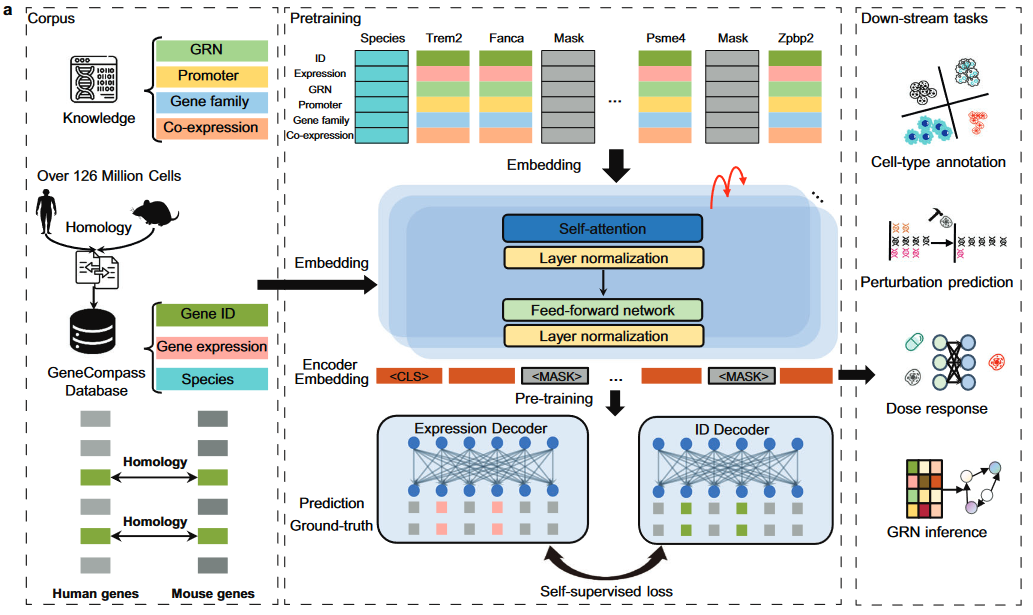 a
Corpus
Knowledge
GRN
Promoter
Gene family
Co-expression
Over 126 Million Cells
Homology
GeneCompass
Database
Gene ID
Gene expression
Species
Homology
Homology
Human genes
Mouse genes
Pretraining
Species
Trem2
Fanca
Mask
Psme4
Mask
Zpbp2
ID
Expression
GRN
Promoter
Gene family
Co-expression
...
Embedding
Embedding
Self-attention
Layer normalization
Feed-forward network
Layer normalization
Encoder
Embedding
<CLS>
<MASK>
...
<MASK>
Pre-training
Expression Decoder
ID Decoder
Prediction
Ground-truth
Self-supervised loss
Down-stream tasks
Cell-type annotation
Perturbation prediction
Dose response
GRN inference